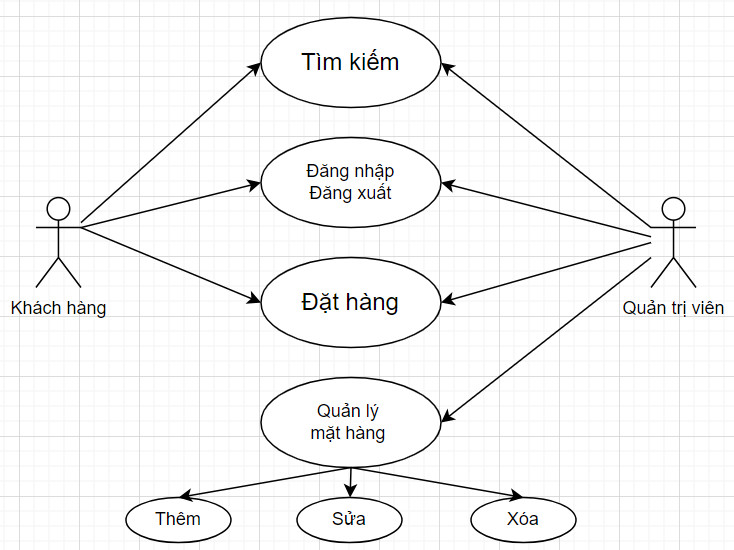 Tìm kiếm
Đăng nhập
Đăng xuất
Khách hàng
Đặt hàng
Quản trị viên
Quản lý
mặt hàng
Thêm
Sửa
Xóa